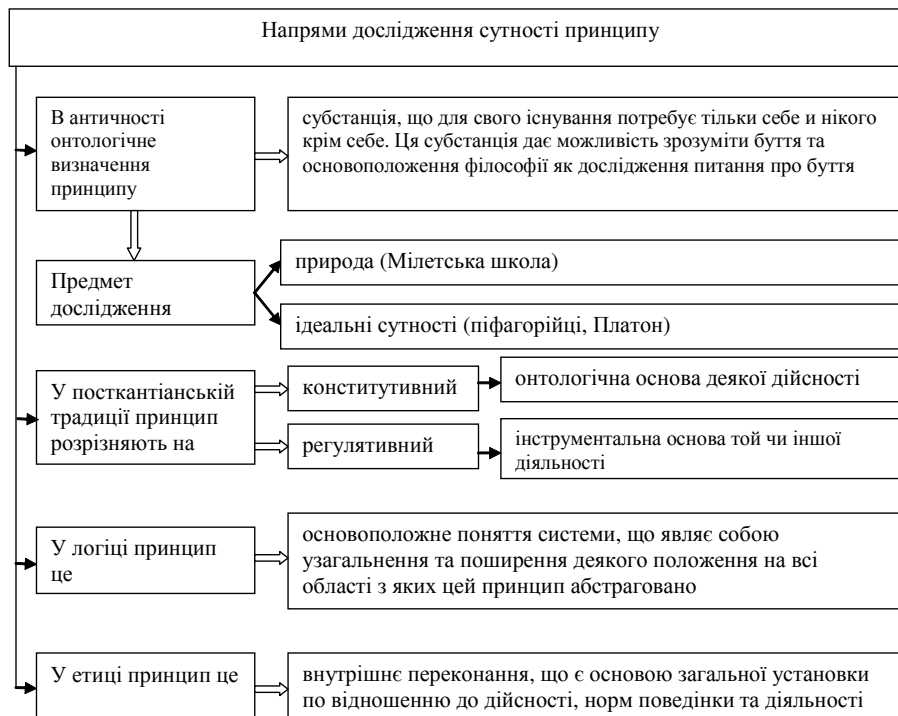 Напрями дослідження сутності принципу
В античності
онтологічне
визначення
принципу
субстанція, що для свого існування потребує тільки себе и нікого
крім себе. Ця субстанція дає можливість зрозуміти буття та
основоположення філософії як дослідження питання про буття
Предмет
дослідження
природа (Мілетська школа)
ідеальні сутності (піфагорійці, Платон)
У посткантіанській
традиції принцип
розрізняють на
конститутивний
онтологічна основа деякої дійсності
регулятивний
інструментальна основа той чи іншої
діяльності
У логіці принцип
це
основоположне поняття системи, що являє собою
узагальнення та поширення деякого положення на всі
області з яких цей принцип абстраговано
У етиці принцип це
внутрішнє переконання, що є основою загальної установки
по відношенню до дійсності, норм поведінки та діяльності